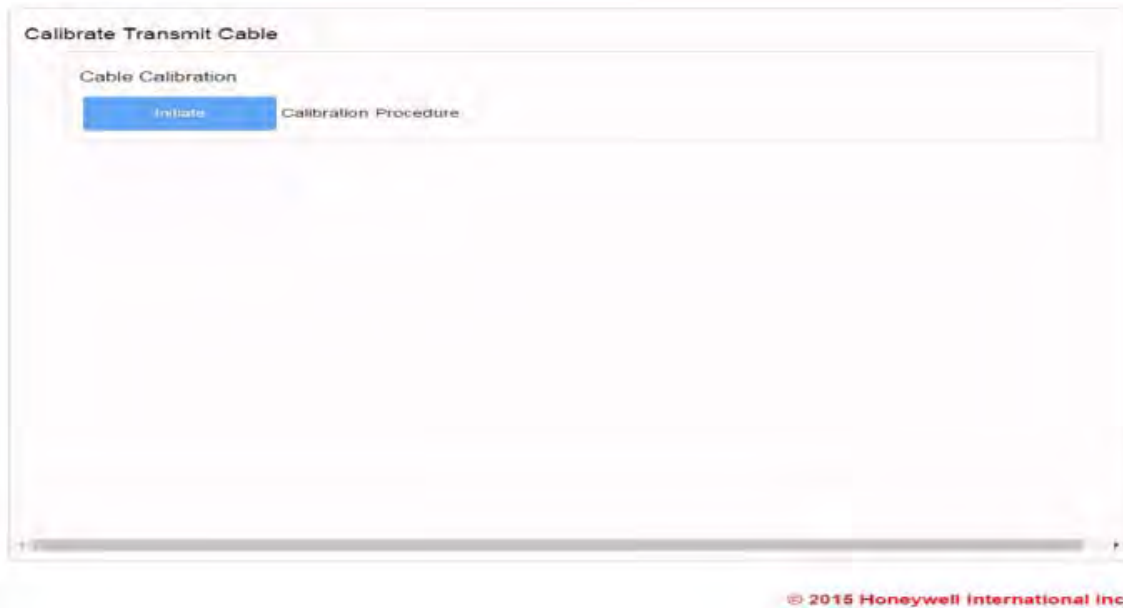 Calibrate Transmit Cable
Cable Calibration
Initiate Calibration Procedure
© 2015 Honeywell International Inc